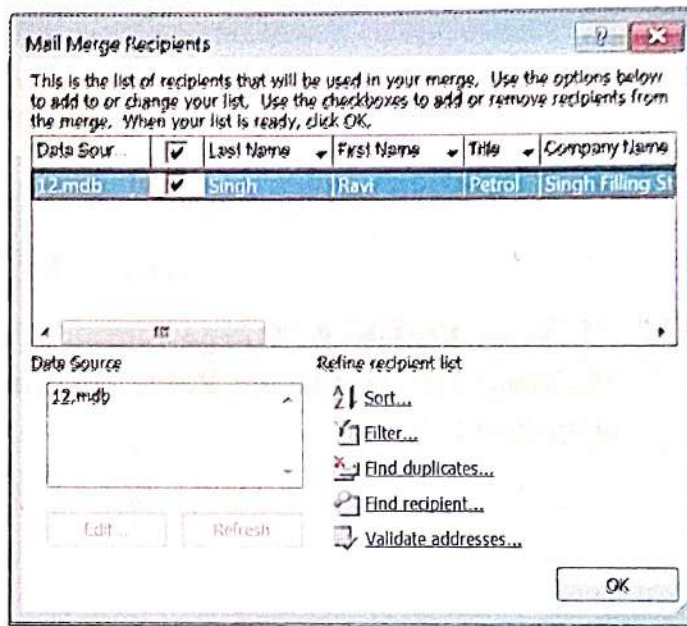 Mail Merge Recipients
This is the list of recipients that will be used in your merge. Use the options below
to add to or change your list. Use the checkboxes to add or remove recipients from
the merge. When your list is ready, click OK.
Data Sour... Last Name First Name Title Company Name
12.mdb Singh Ravi Petrol Singh Filling St
Data Source Refine recipient list
12.mdb
Sort...
Filter...
Find duplicates...
Find recipient...
Validate addresses...
Edit... Refresh
OK